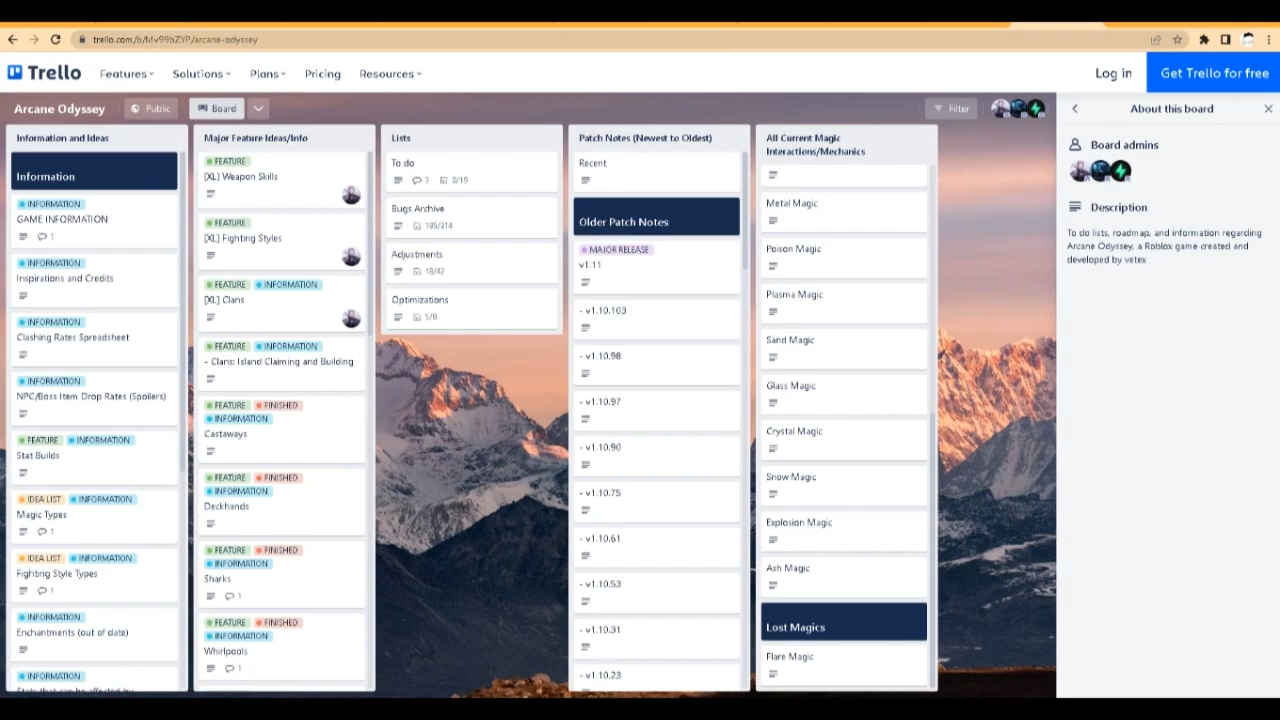 trello.com/b/Mv99bZYP/arcane-odyssey
Trello
Features
Solutions
Plans
Pricing
Resources
Log in
Get Trello for free
Arcane Odyssey
Public
Board
Filter
Information and Ideas
Information
INFORMATION
GAME INFORMATION
1
INFORMATION
Inspirations and Credits
INFORMATION
Clashing Rates Spreadsheet
INFORMATION
NPC/Boss Item Drop Rates (Spoilers)
FEATURE INFORMATION
Stat Builds
IDEA LIST INFORMATION
Magic Types
1
IDEA LIST INFORMATION
Fighting Style Types
1
INFORMATION
Enchantments (out of date)
INFORMATION
Stats that can be affected by
Major Feature Ideas/Info
FEATURE
[XL] Weapon Skills
FEATURE
[XL] Fighting Styles
FEATURE INFORMATION
[XL] Clans
FEATURE INFORMATION
- Clans: Island Claiming and Building
FEATURE FINISHED
INFORMATION
Castaways
FEATURE FINISHED
INFORMATION
Deckhands
FEATURE FINISHED
INFORMATION
Sharks
1
FEATURE FINISHED
INFORMATION
Whirlpools
1
Lists
To do
3 0/19
Bugs Archive
195/214
Adjustments
18/42
Optimizations
5/8
Patch Notes (Newest to Oldest)
Recent
Older Patch Notes
MAJOR RELEASE
v1.11
- v1.10.103
- v1.10.98
- v1.10.97
- v1.10.90
- v1.10.75
- v1.10.61
- v1.10.53
- v1.10.31
- v1.10.23
All Current Magic
Interactions/Mechanics
Metal Magic
Poison Magic
Plasma Magic
Sand Magic
Glass Magic
Crystal Magic
Snow Magic
Explosion Magic
Ash Magic
Lost Magics
Flare Magic
About this board
Board admins
Description
To do lists, roadmap, and information regarding
Arcane Odyssey, a Roblox game created and
developed by vetex